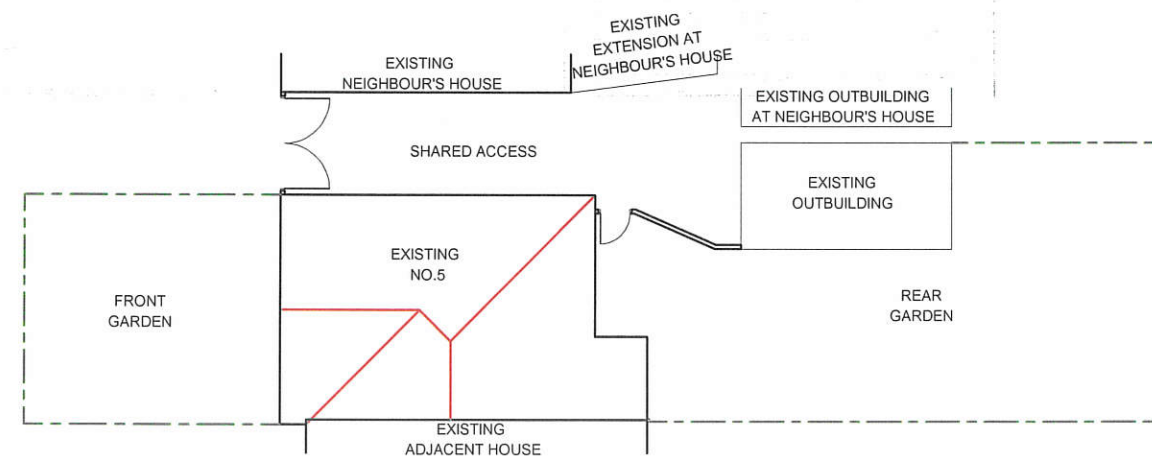 EXISTING
EXTENSION AT
NEIGHBOUR'S HOUSE
EXISTING
NEIGHBOUR'S HOUSE
EXISTING OUTBUILDING
AT NEIGHBOUR'S HOUSE
SHARED ACCESS
EXISTING
OUTBUILDING
EXISTING
NO.5
FRONT
GARDEN
REAR
GARDEN
EXISTING
ADJACENT HOUSE